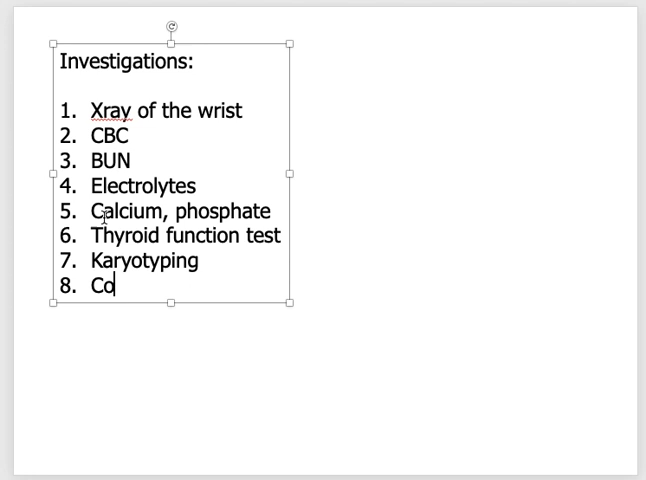 Investigations:
1. Xray of the wrist
2. CBC
3. BUN
4. Electrolytes
5. Calcium, phosphate
6. Thyroid function test
7. Karyotyping
8. Co